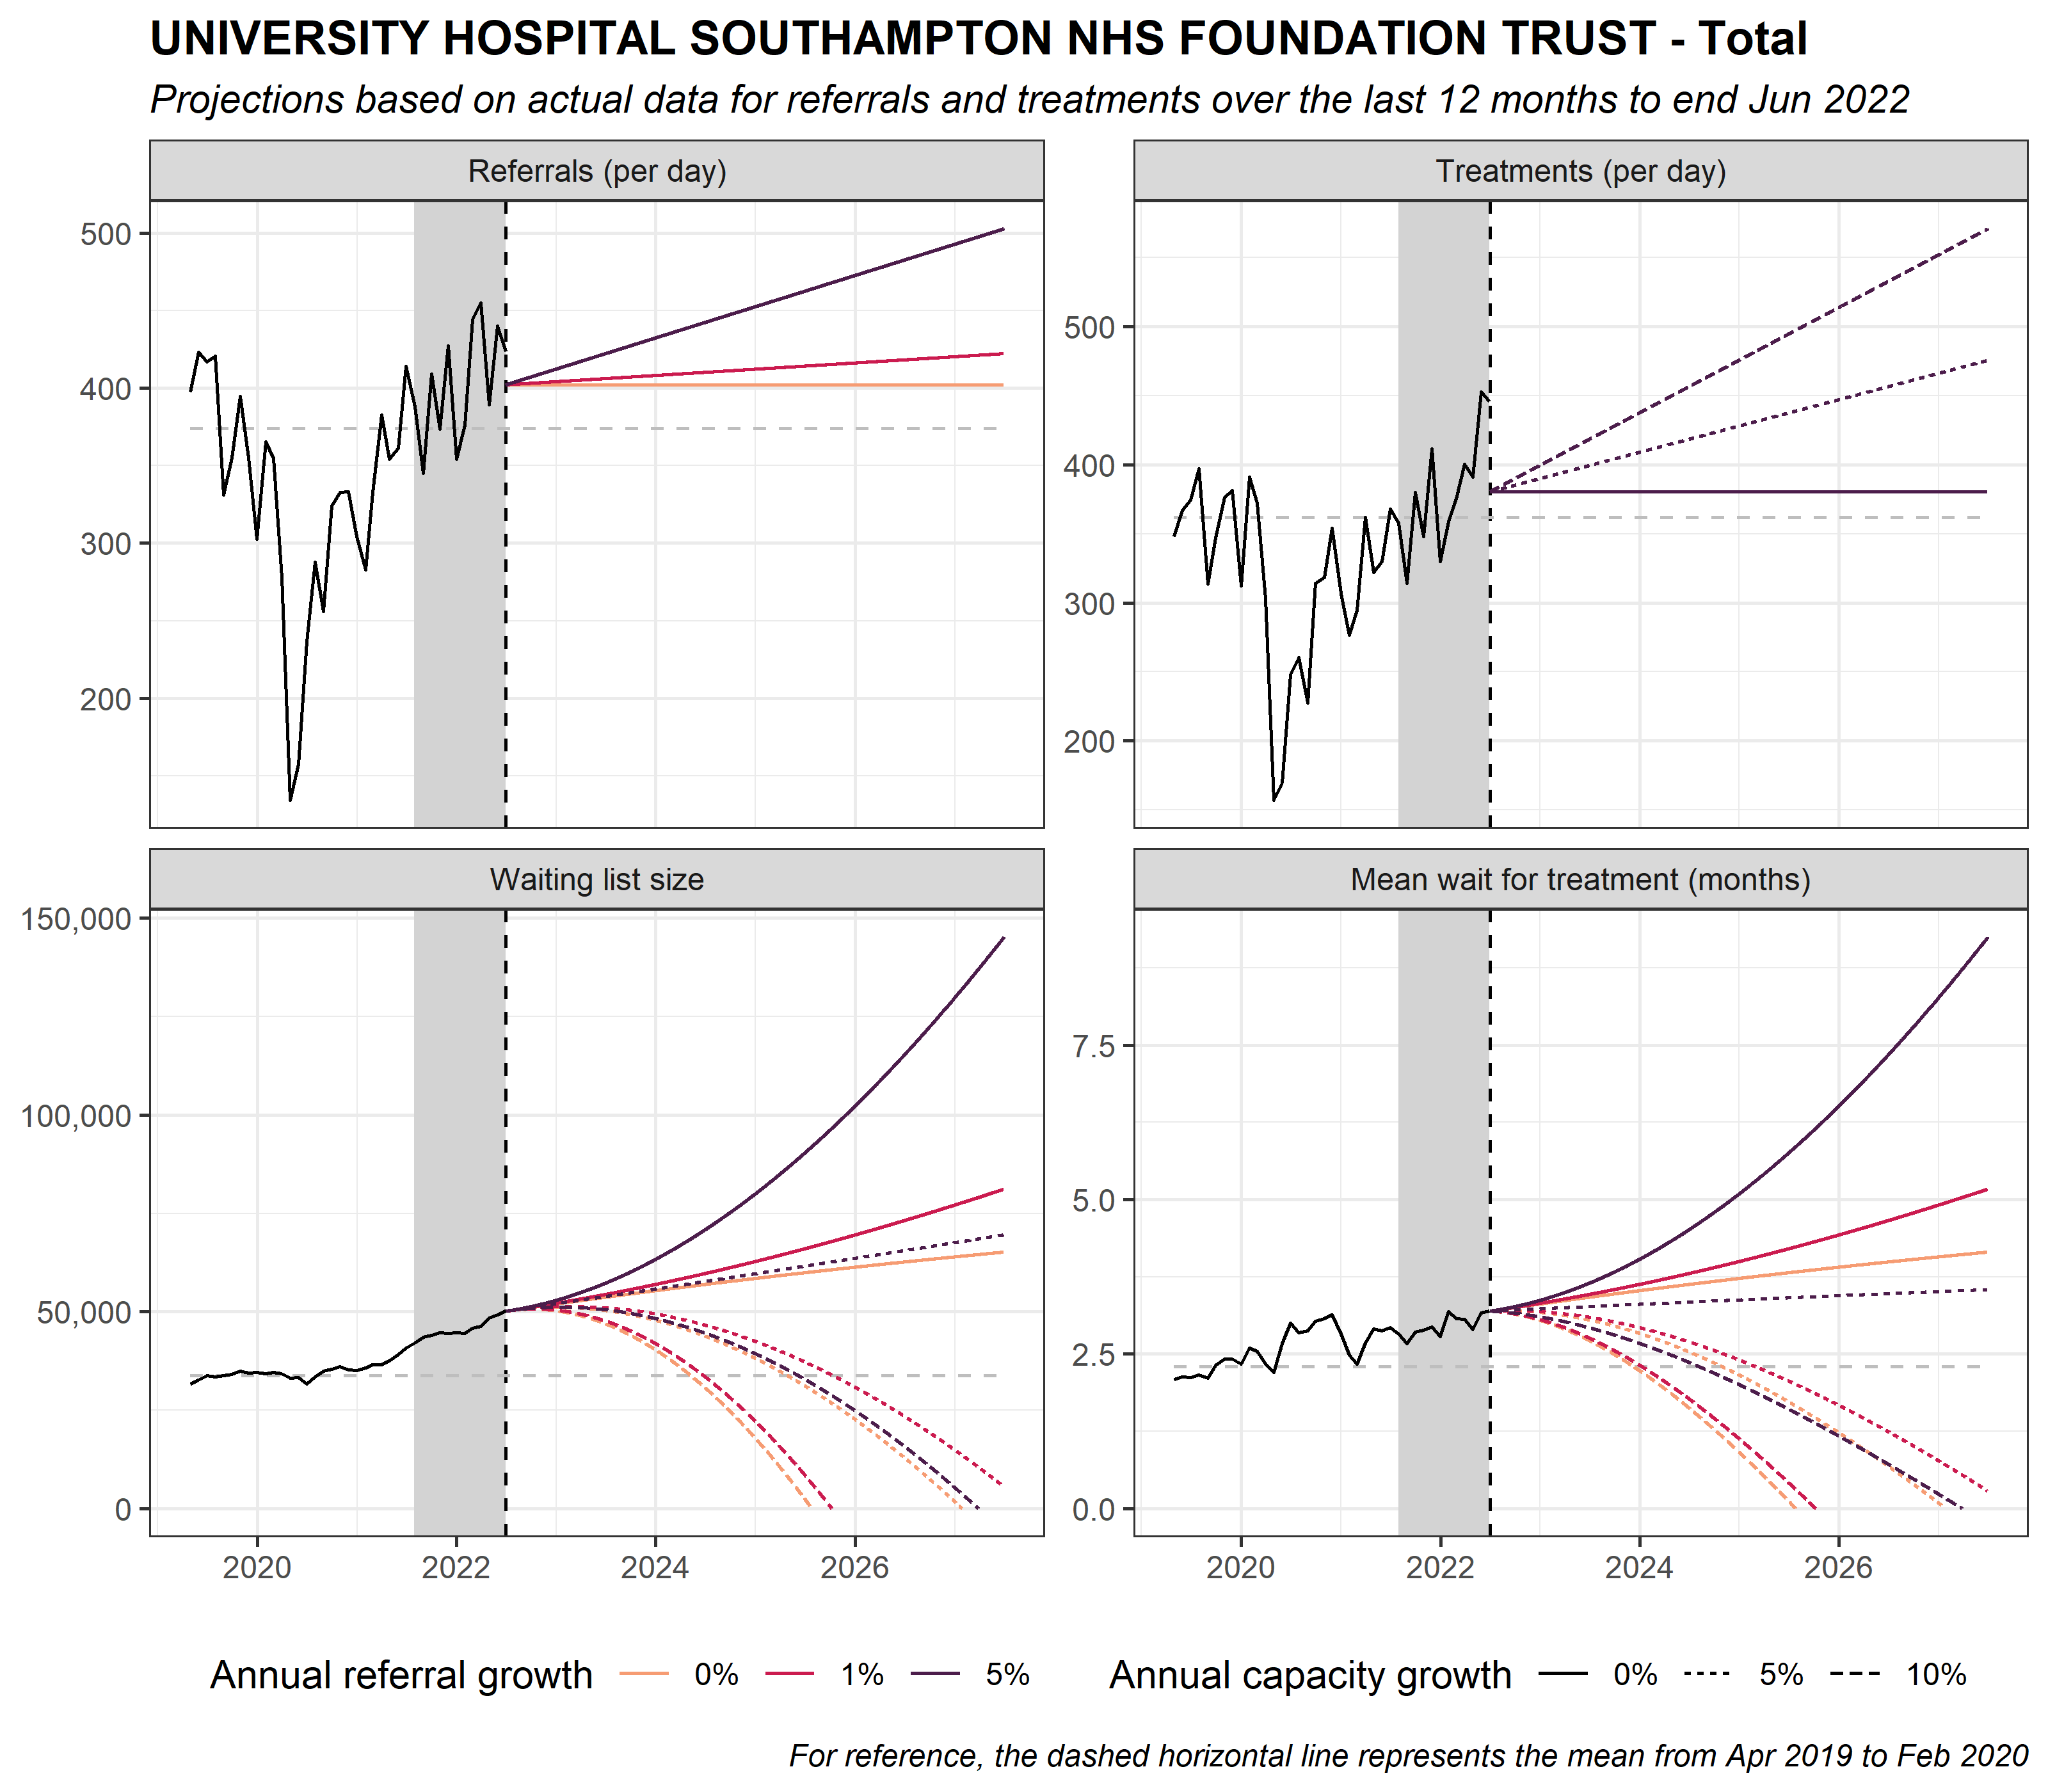 UNIVERSITY HOSPITAL SOUTHAMPTON NHS FOUNDATION TRUST - Total
Projections based on actual data for referrals and treatments over the last 12 months to end Jun 2022
Referrals (per day)
500
400
300
200
Treatments (per day)
500
400
300
200
Waiting list size
150,000
100,000
50,000
0
2020 2022 2024 2026
Mean wait for treatment (months)
7.5
5.0
2.5
0.0
2020 2022 2024 2026
Annual referral growth 0% 1% 5%
Annual capacity growth 0% 5% 10%
For reference, the dashed horizontal line represents the mean from Apr 2019 to Feb 2020